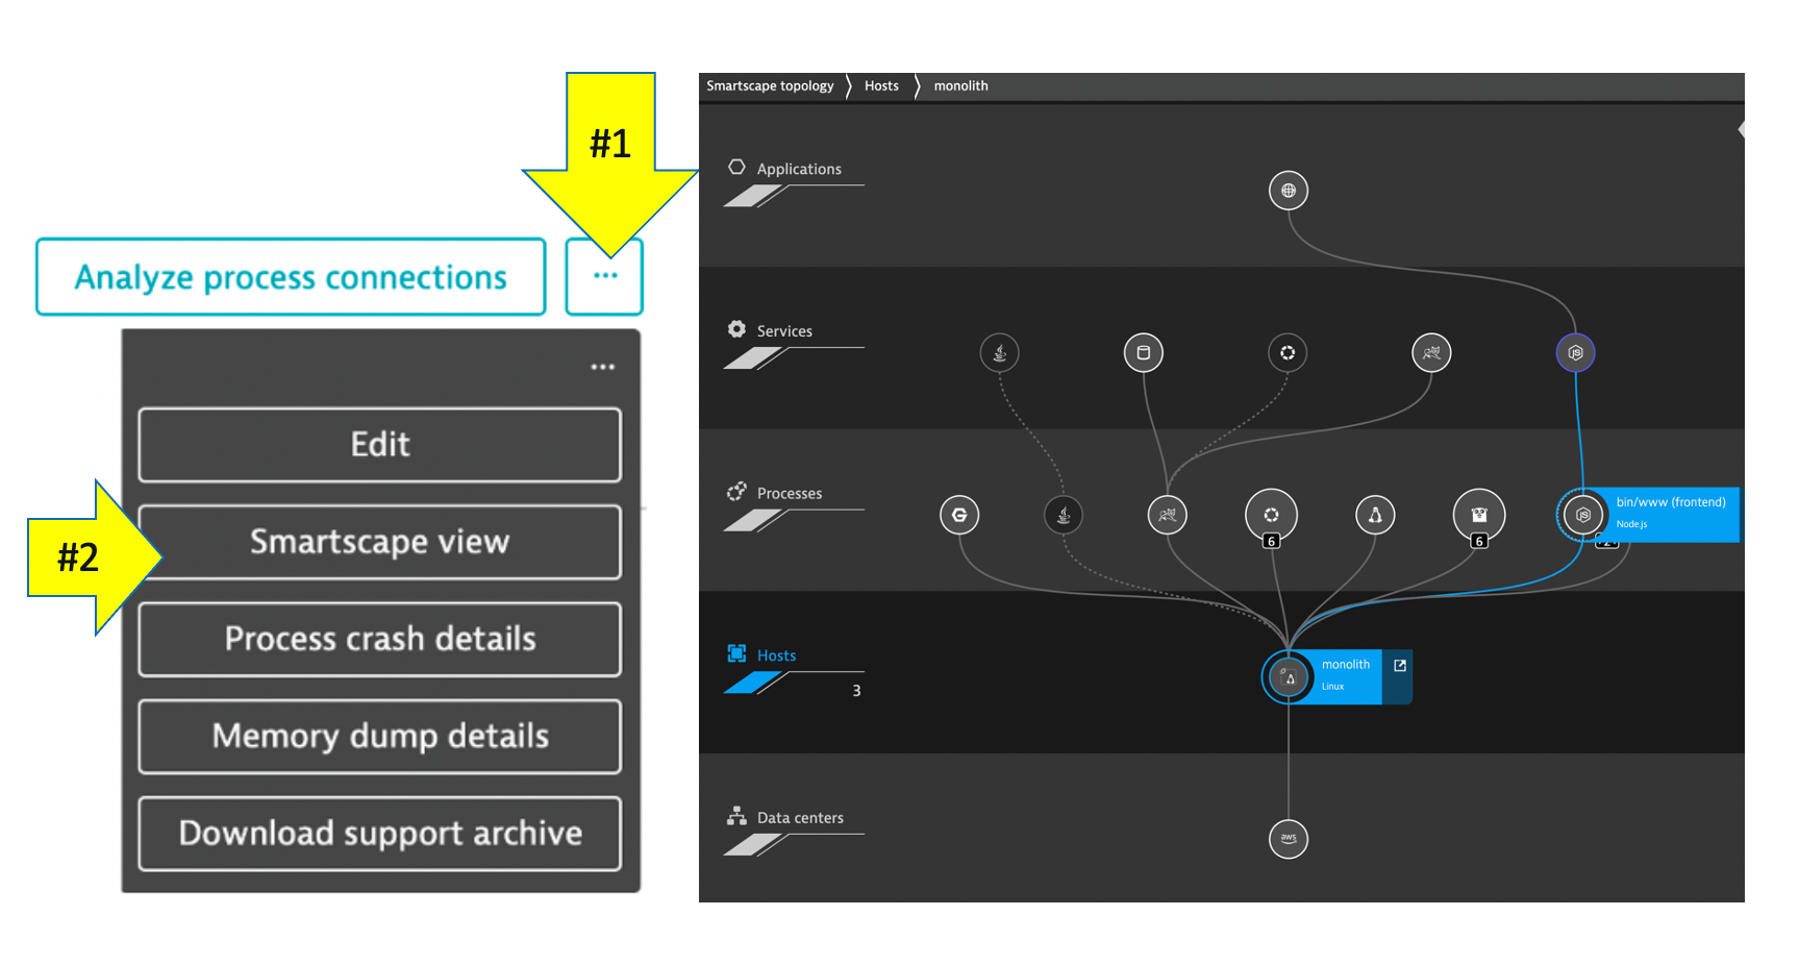 #1
Analyze process connections
...
...
Edit
#2
Smartscape view
Process crash details
Memory dump details
Download support archive
Smartscape topology
Hosts
monolith
Applications
Services
JS
Processes
6
6
JS
bin/www (frontend)
Node.js
Hosts
3
monolith
Linux
Data centers
aws